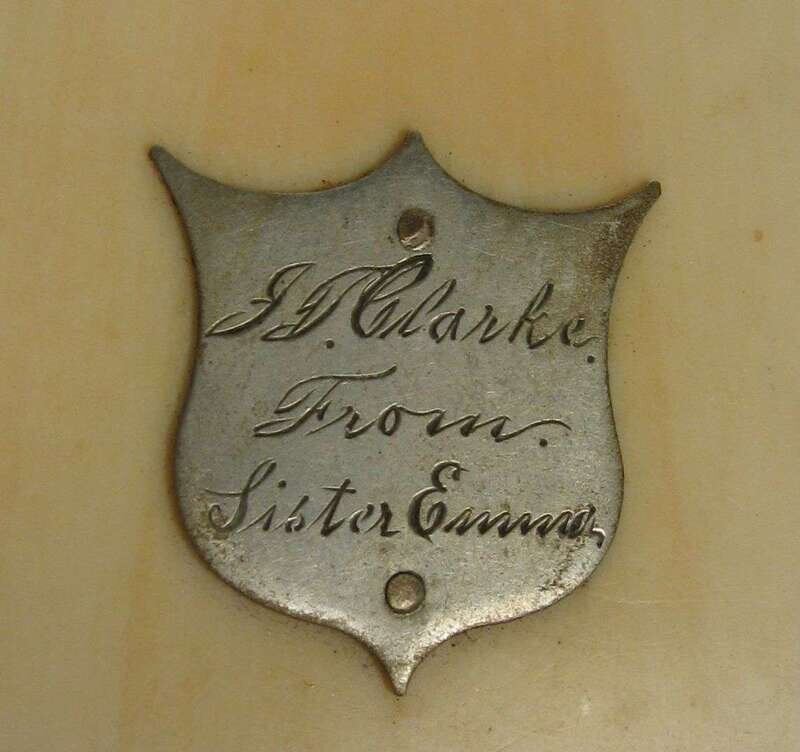 J.T. Clarke.
From.
Sister Emma,